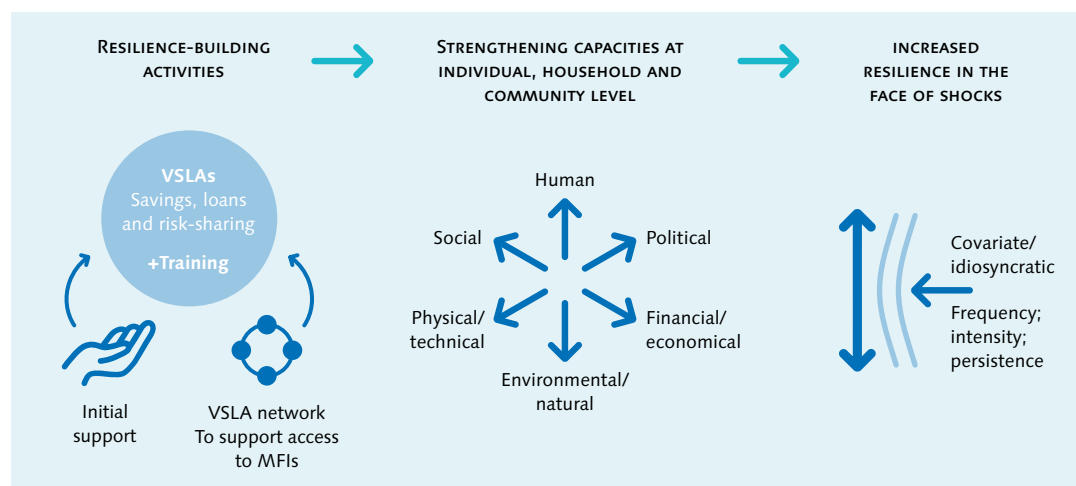 RESILIENCE-BUILDING
ACTIVITIES
STRENGTHENING CAPACITIES AT
INDIVIDUAL, HOUSEHOLD AND
COMMUNITY LEVEL
INCREASED
RESILIENCE IN THE
FACE OF SHOCKS
VSLAs
Savings, loans
and risk-sharing
+Training
Initial
support
VSLA network
To support access
to MFIs
Human
Social
Political
Physical/
technical
Financial/
economical
Environmental/
natural
Covariate/
idiosyncratic
Frequency;
intensity;
persistence